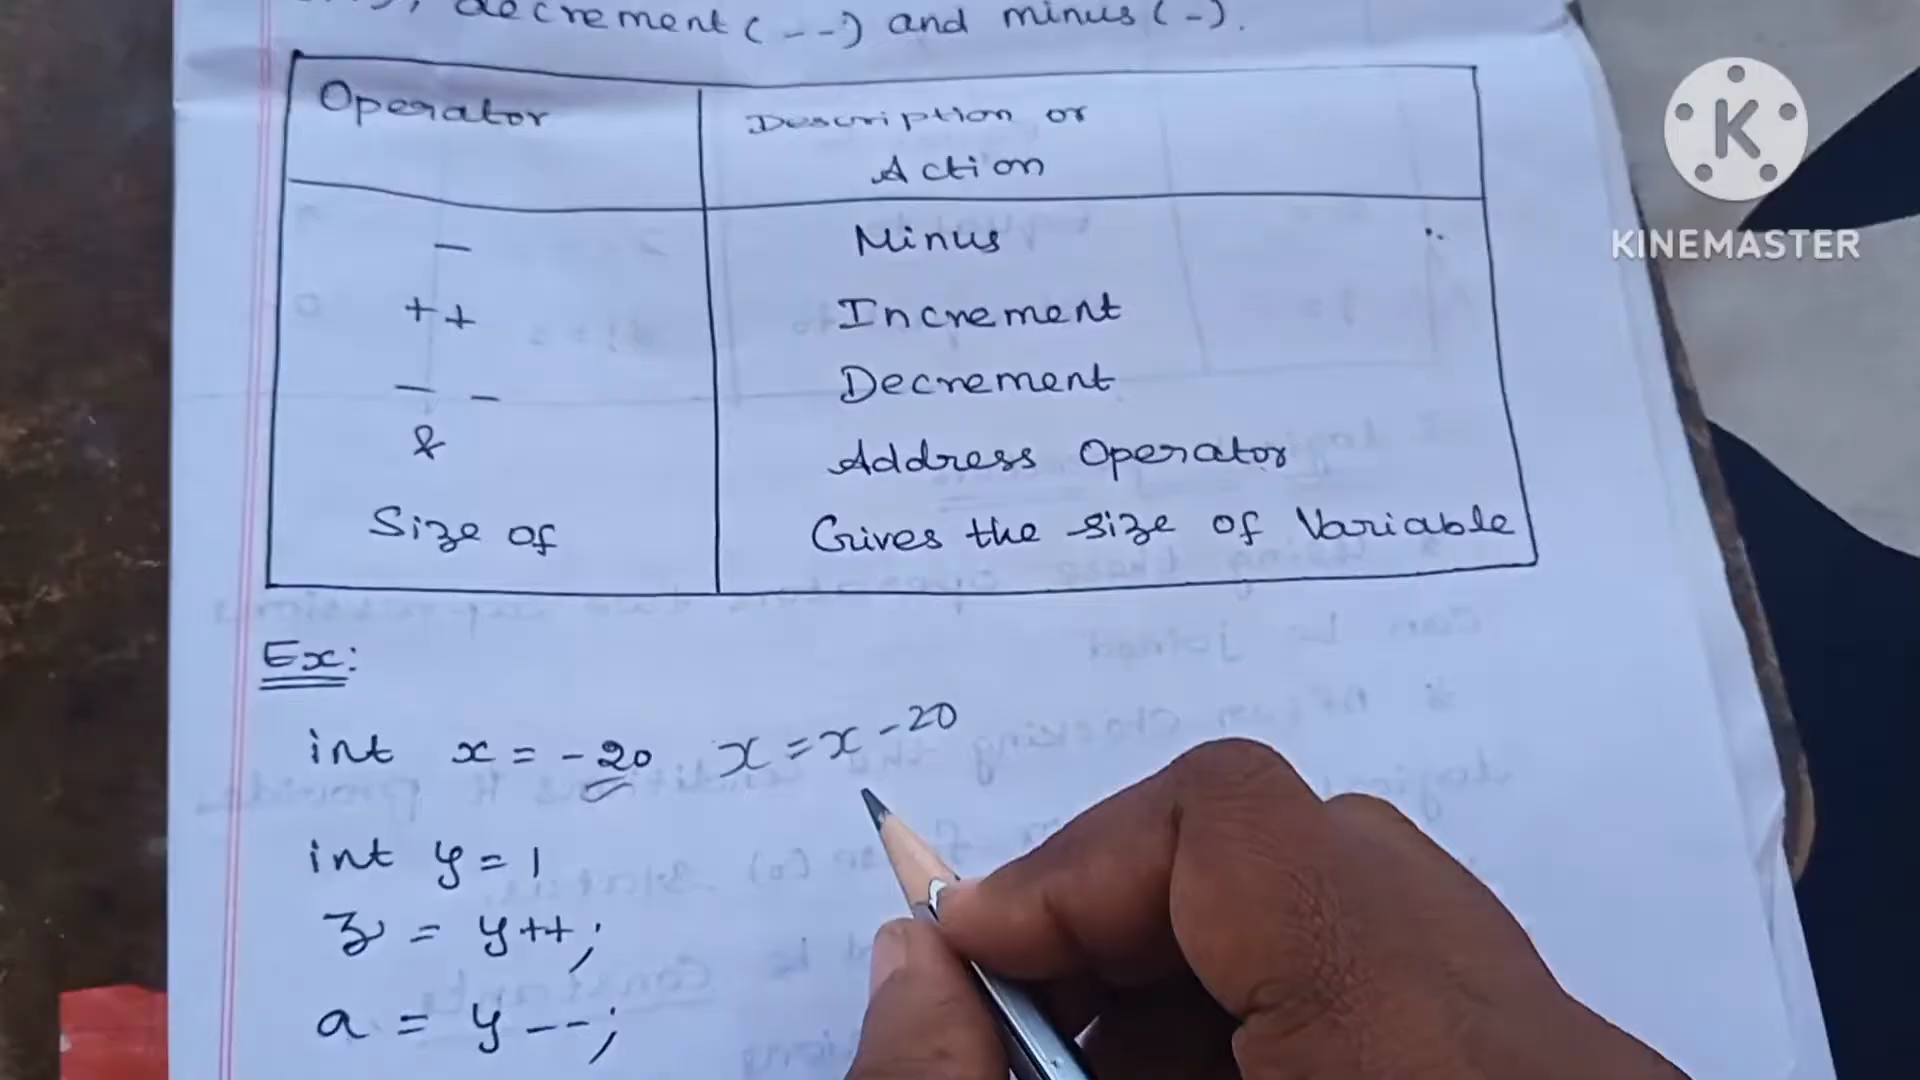 decrement (--) and minus (-).
Operator Description or
Action
- Minus
++ Increment
-- Decrement
& Address Operator
Size of Gives the size of Variable
Ex:
int x = -20 x = x -20
int y = 1
z = y++;
a = y--;
K
KINEMASTER